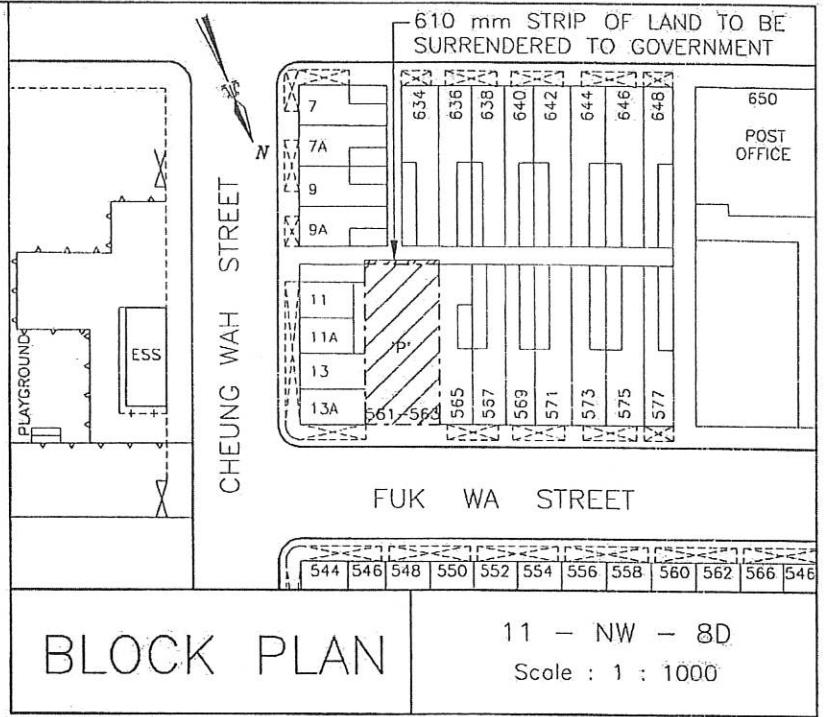 610 mm STRIP OF LAND TO BE
SURRENDERED TO GOVERNMENT
N
CHEUNG WAH STREET
7
7A
9
9A
11
11A
13
13A
634
636
638
640
642
644
646
648
650
POST
OFFICE
PLAYGROUND
ESS
'P'
561-563
565
557
569
571
573
575
577
FUK WA STREET
544 546 548 550 552 554 556 558 560 562 566 546
BLOCK PLAN
11 - NW - 8D
Scale : 1 : 1000